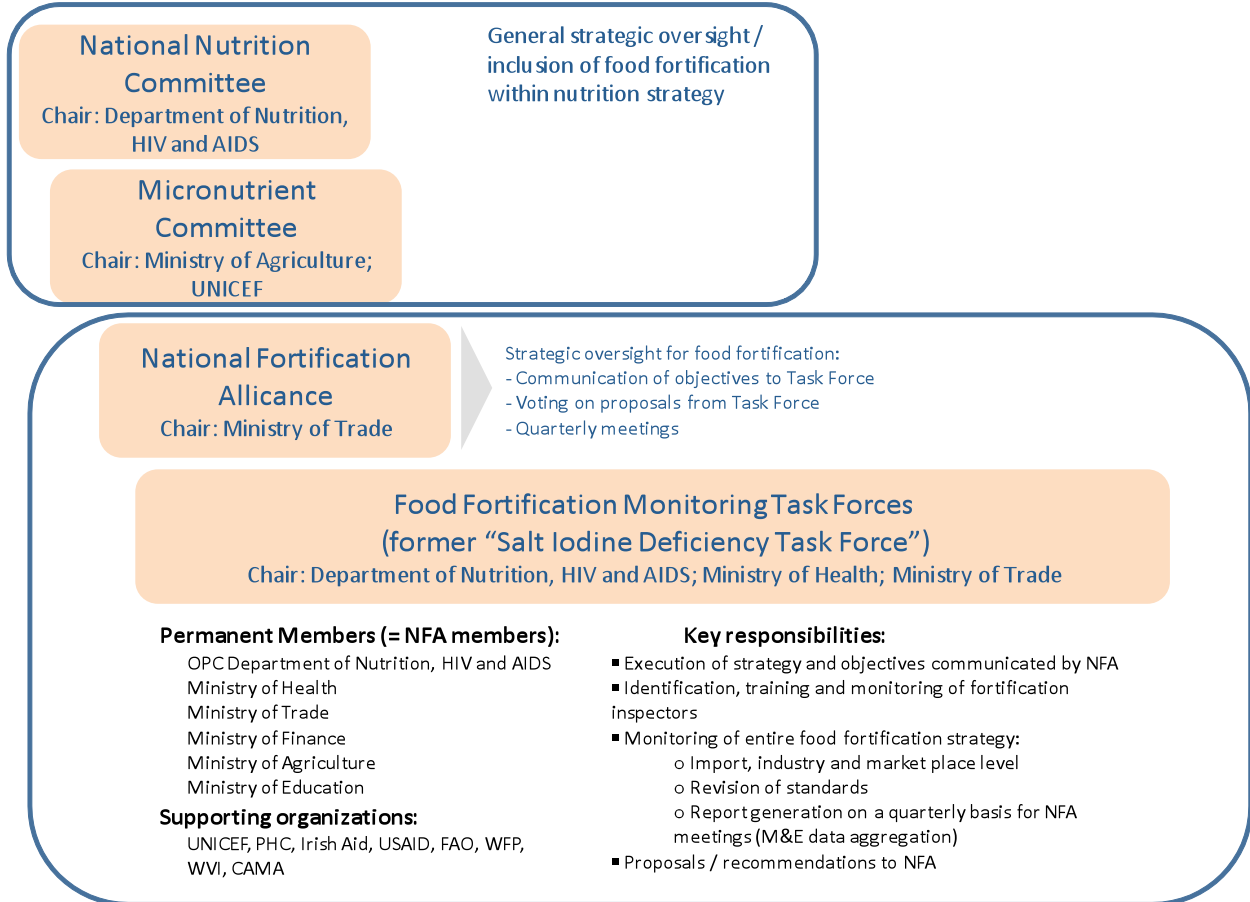 National Nutrition
Committee
Chair: Department of Nutrition,
HIV and AIDS
General strategic oversight /
inclusion of food fortification
within nutrition strategy
Micronutrient
Committee
Chair: Ministry of Agriculture;
UNICEF
National Fortification
Allicance
Chair: Ministry of Trade
Strategic oversight for food fortification:
- Communication of objectives to Task Force
- Voting on proposals from Task Force
- Quarterly meetings
Food Fortification Monitoring Task Forces
(former “Salt Iodine Deficiency Task Force”)
Chair: Department of Nutrition, HIV and AIDS; Ministry of Health; Ministry of Trade
Permanent Members (= NFA members):
OPC Department of Nutrition, HIV and AIDS
Ministry of Health
Ministry of Trade
Ministry of Finance
Ministry of Agriculture
Ministry of Education
Supporting organizations:
UNICEF, PHC, Irish Aid, USAID, FAO, WFP,
WVI, CAMA
Key responsibilities:
▪ Execution of strategy and objectives communicated by NFA
▪ Identification, training and monitoring of fortification
inspectors
▪ Monitoring of entire food fortification strategy:
o Import, industry and market place level
o Revision of standards
o Report generation on a quarterly basis for NFA
meetings (M&E data aggregation)
▪ Proposals / recommendations to NFA